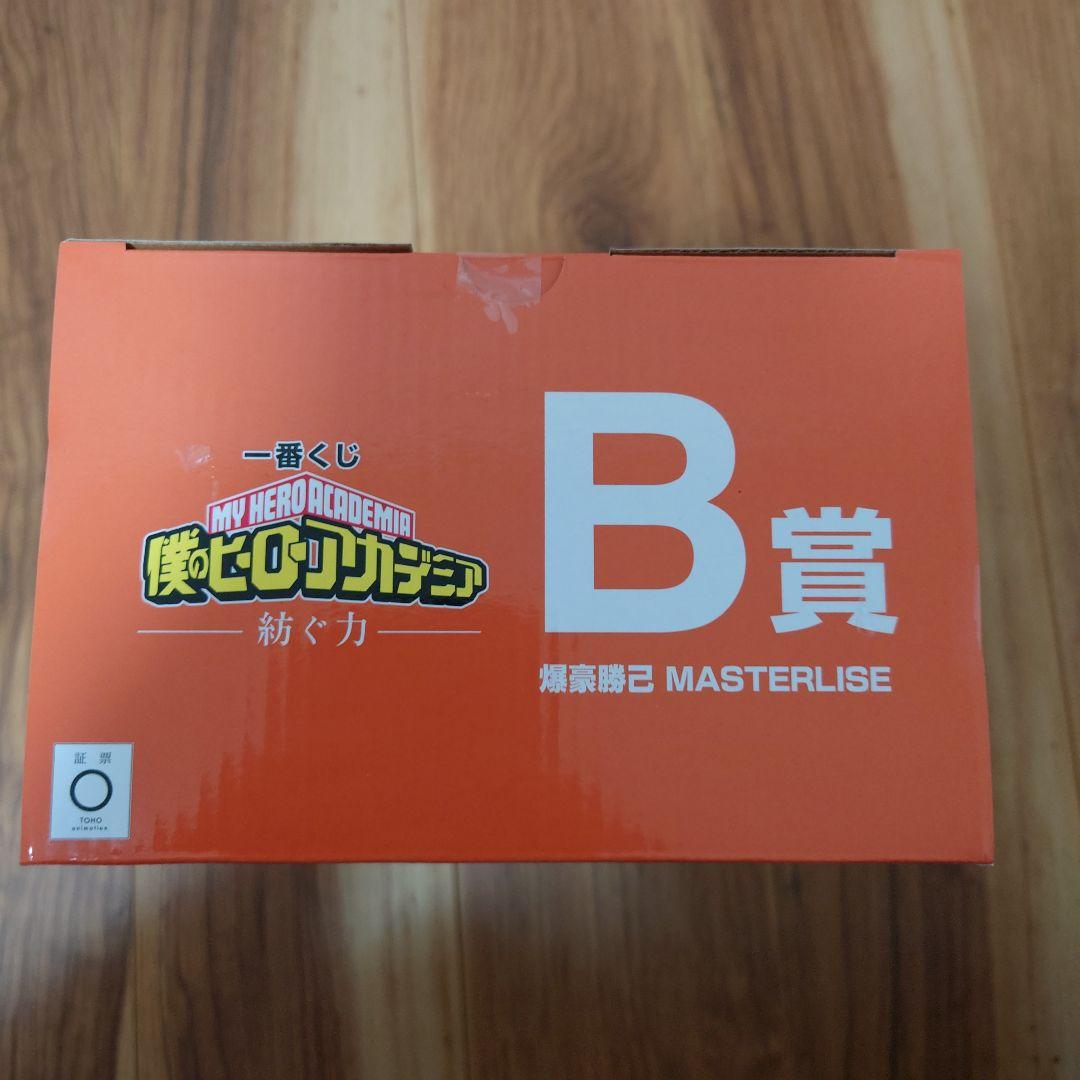 一番くじ
MY HERO ACADEMIA
僕のヒーローアカデミア
紡ぐ力
B賞
爆豪勝己 MASTERLISE
証 票
TOHO
animation